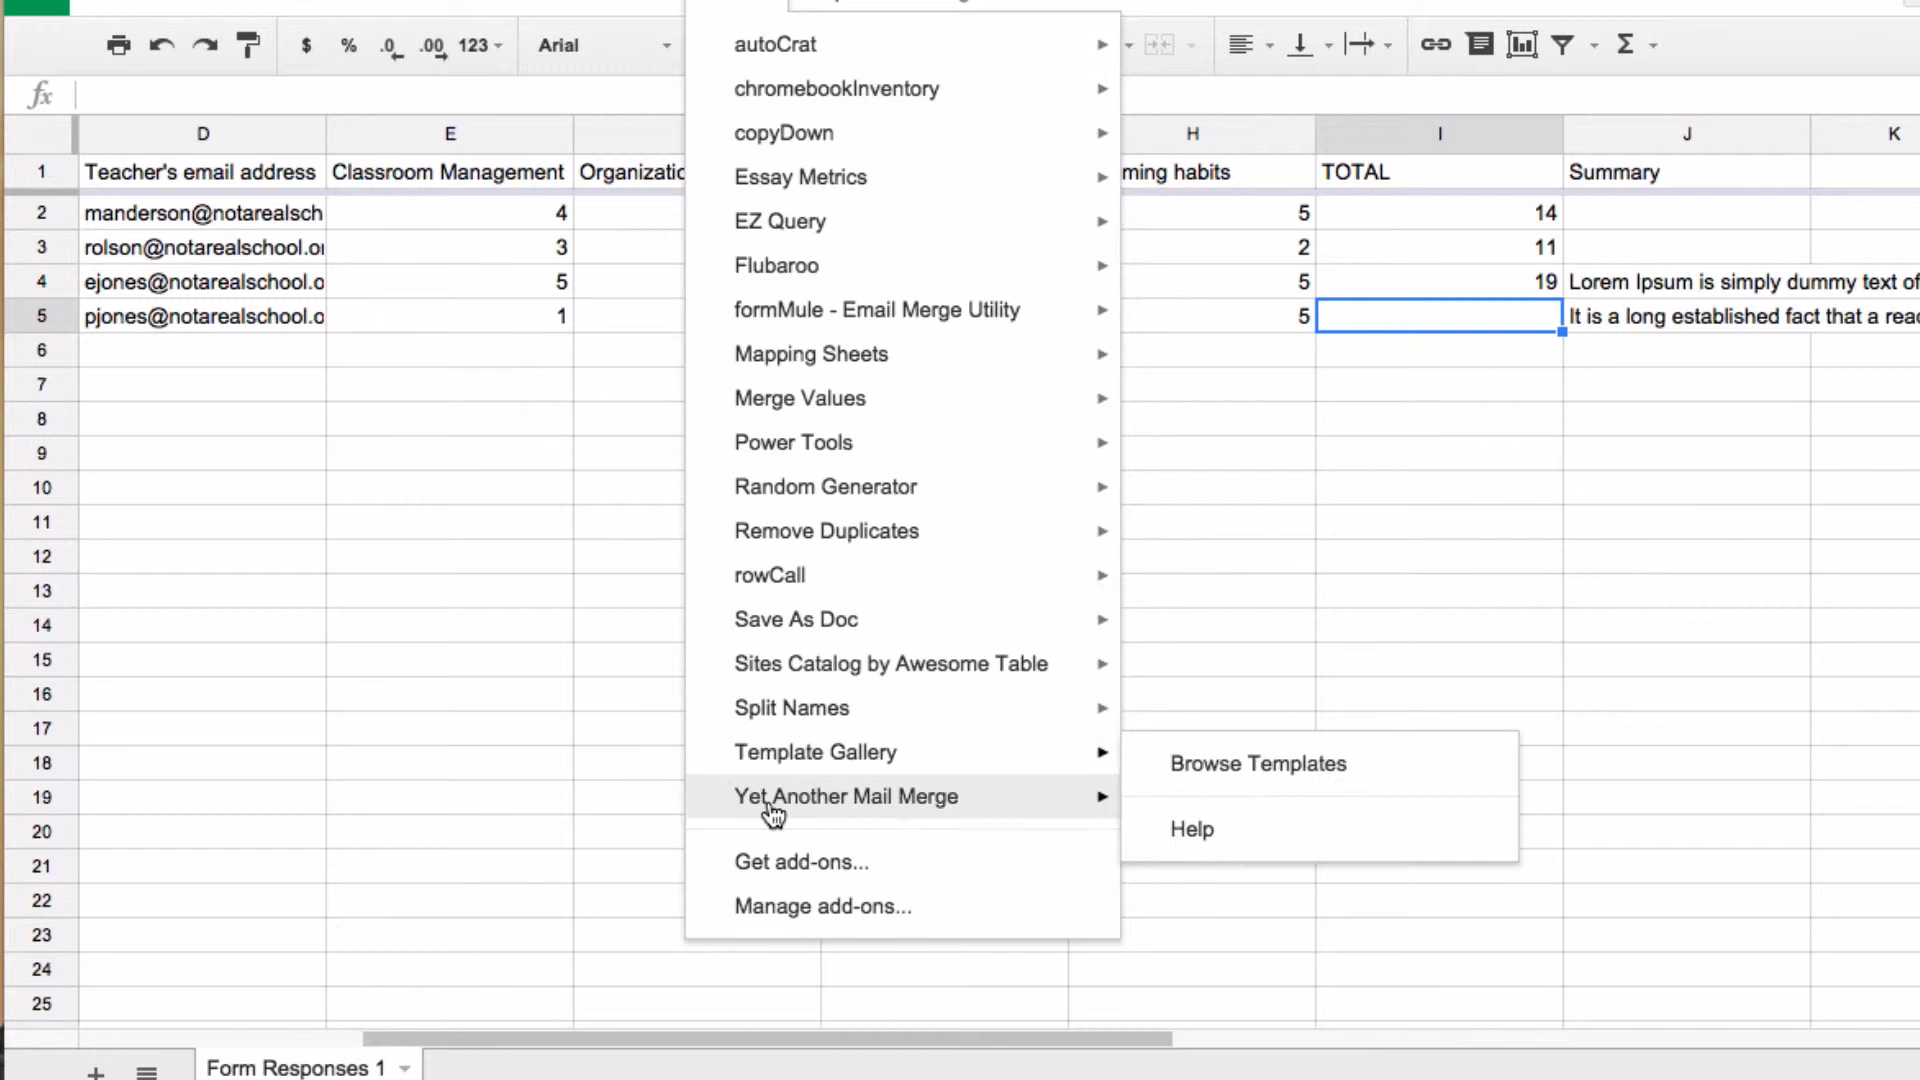 $ % .0 .00 123 Arial
fx
D E H I J K
1 Teacher's email address Classroom Management Organizatio ming habits TOTAL Summary
2 manderson@notarealsch 4 5 14
3 rolson@notarealschool.or 3 2 11
4 ejones@notarealschool.o 5 5 19 Lorem Ipsum is simply dummy text of
5 pjones@notarealschool.o 1 5 It is a long established fact that a read
6
7
8
9
10
11
12
13
14
15
16
17
18
19
20
21
22
23
24
25
autoCrat
chromebookInventory
copyDown
Essay Metrics
EZ Query
Flubaroo
formMule - Email Merge Utility
Mapping Sheets
Merge Values
Power Tools
Random Generator
Remove Duplicates
rowCall
Save As Doc
Sites Catalog by Awesome Table
Split Names
Template Gallery
Yet Another Mail Merge
Get add-ons...
Manage add-ons...
Browse Templates
Help
Form Responses 1